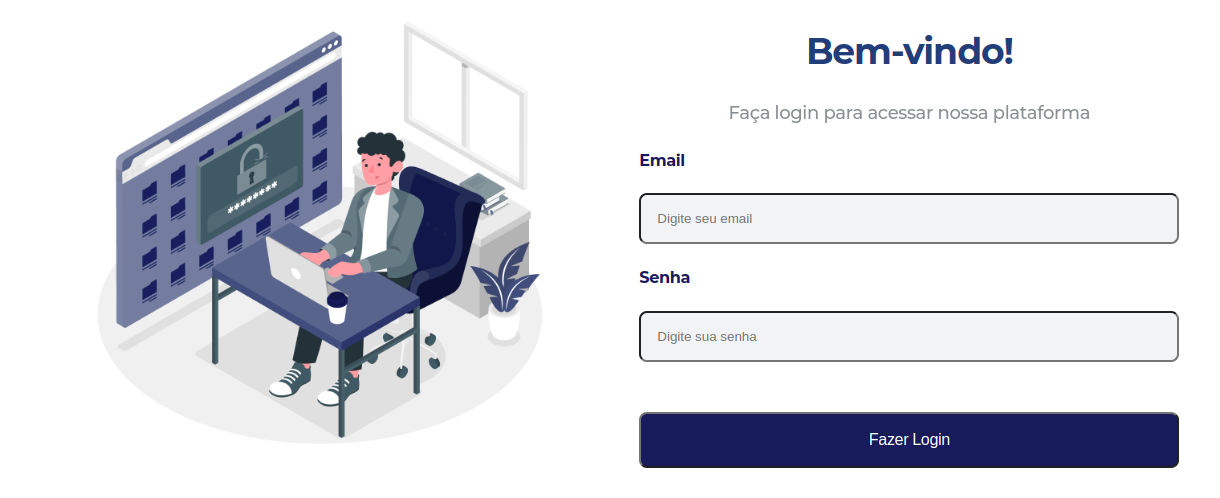 Bem-vindo!
Faça login para acessar nossa plataforma
Email
Digite seu email
Senha
Digite sua senha
Fazer Login